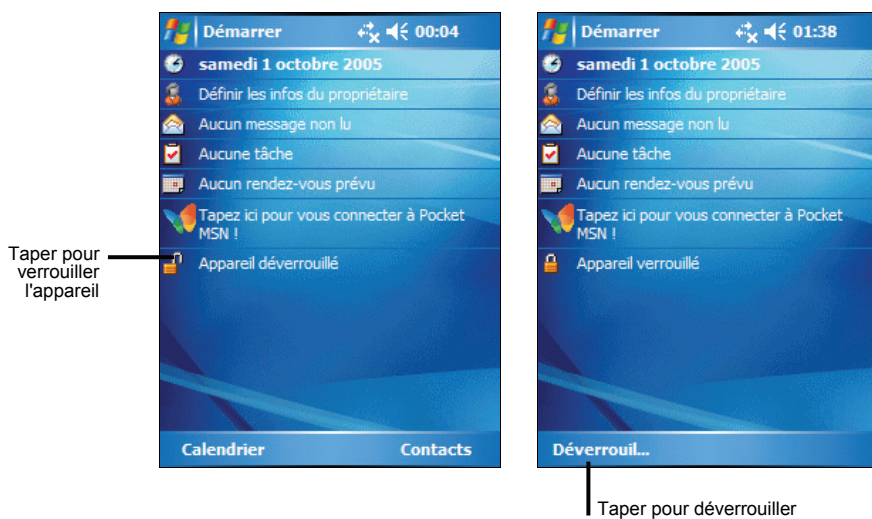 Démarrer 00:04
samedi 1 octobre 2005
Définir les infos du propriétaire
Aucun message non lu
Aucune tâche
Aucun rendez-vous prévu
Tapez ici pour vous connecter à Pocket
MSN !
Appareil déverrouillé
Calendrier Contacts
Taper pour
verrouiller
l'appareil
Démarrer 01:38
samedi 1 octobre 2005
Définir les infos du propriétaire
Aucun message non lu
Aucune tâche
Aucun rendez-vous prévu
Tapez ici pour vous connecter à Pocket
MSN !
Appareil verrouillé
Déverrouil...
Taper pour déverrouiller